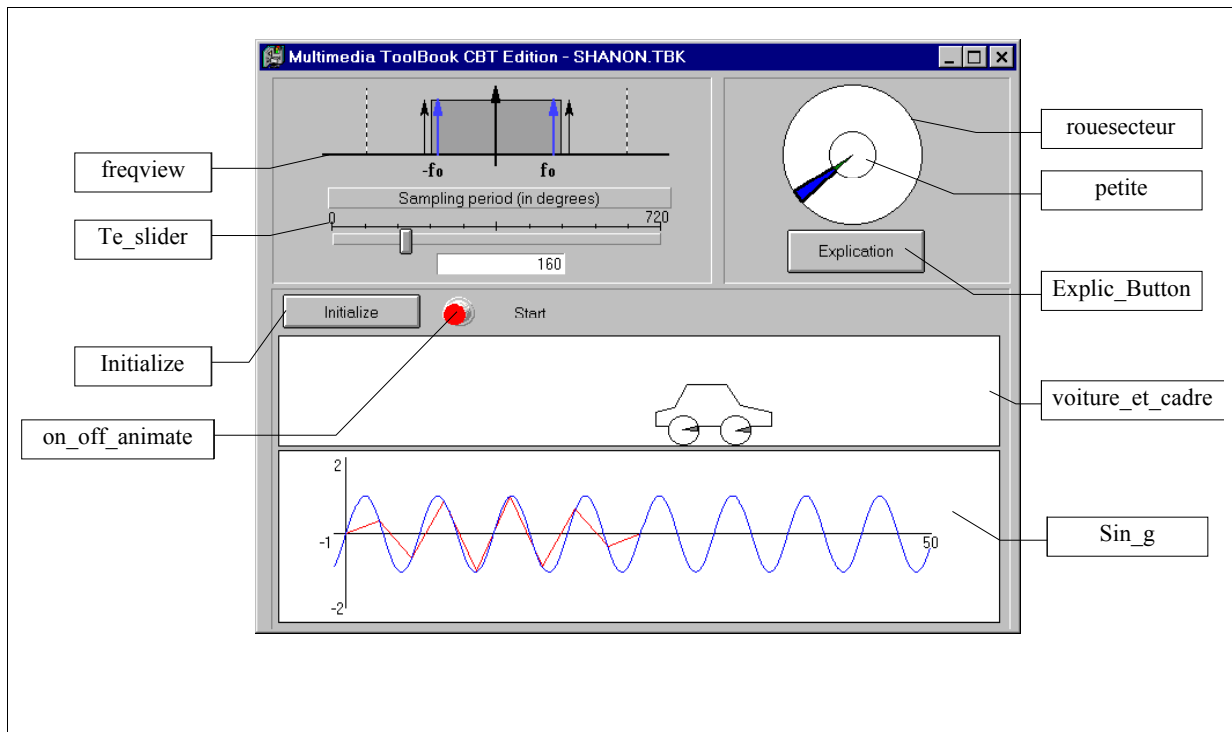 Multimedia ToolBook CBT Edition - SHANON.TBK
rouesecteur
freqview
-f₀
f₀
petite
Sampling period (in degrees)
0
720
Te_slider
160
Explication
Explic_Button
Initialize
Start
Initialize
voiture_et_cadre
on_off_animate
2
-1
50
Sin_g
-2